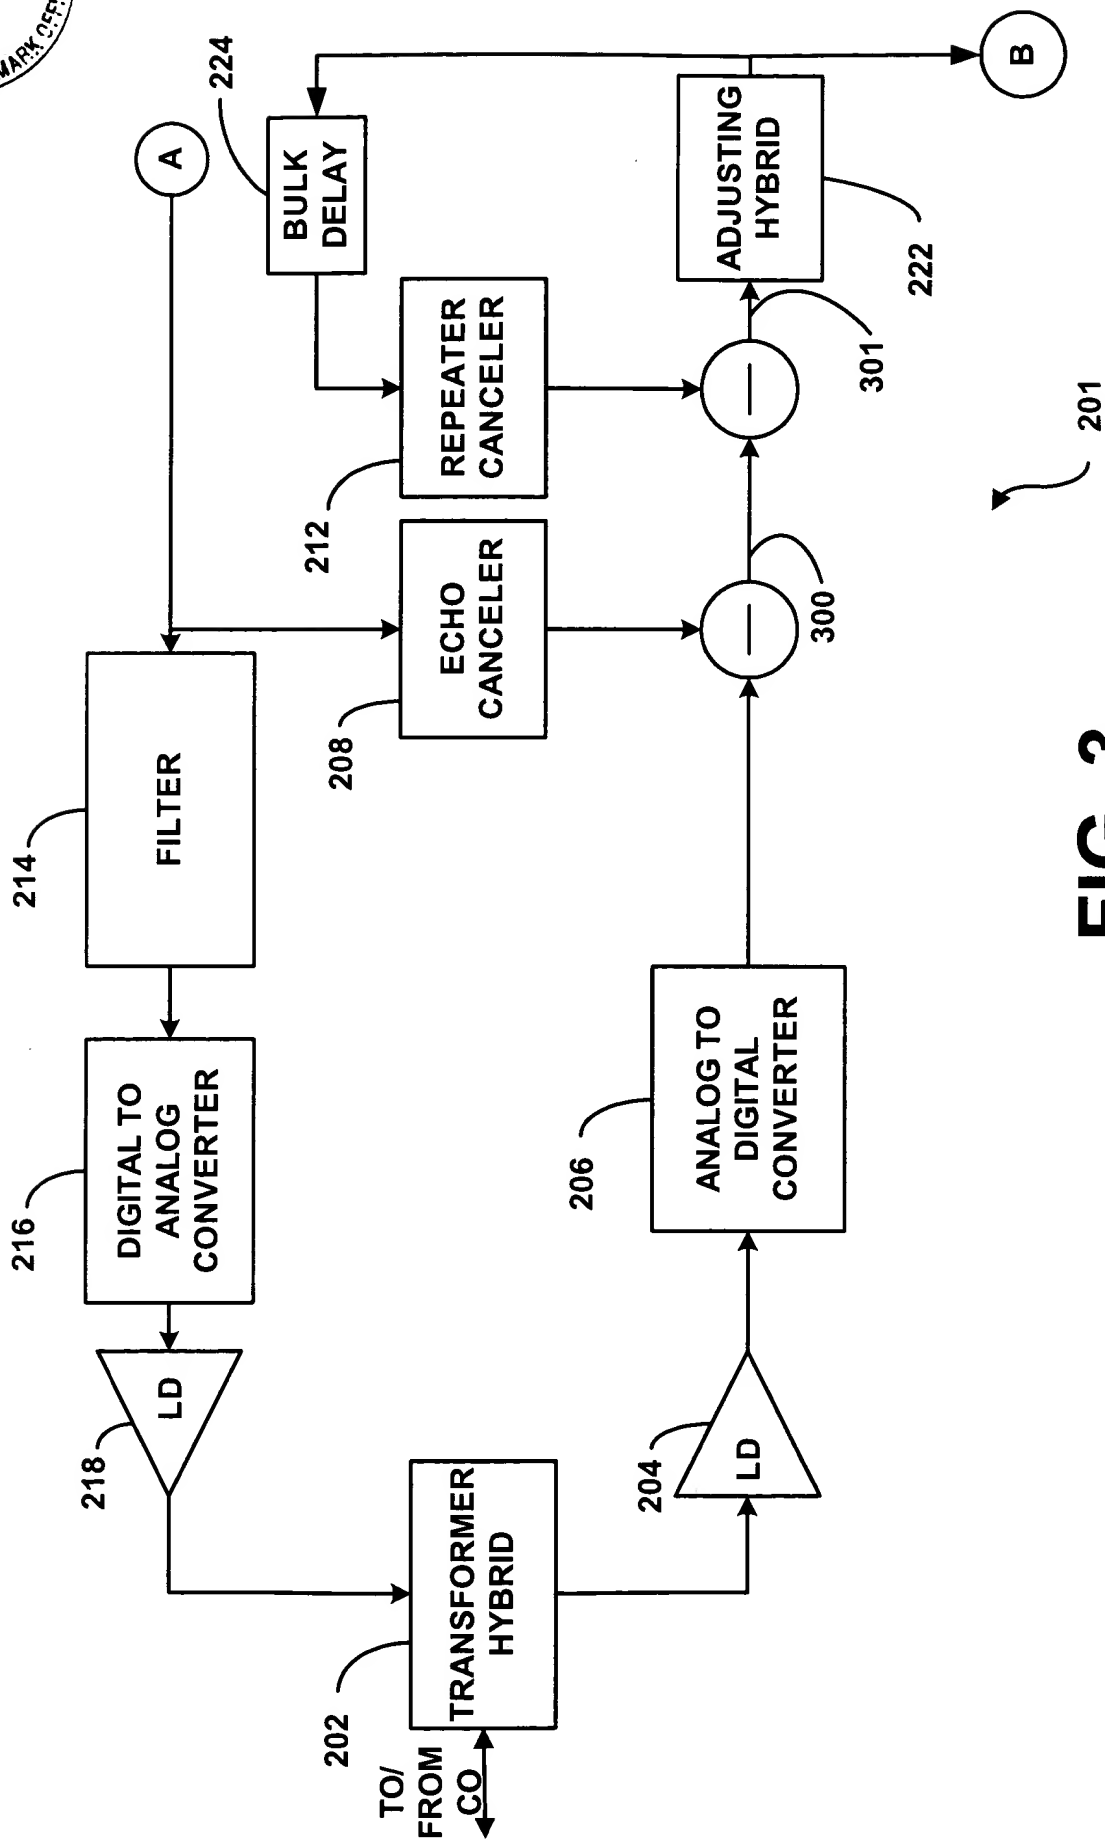 MARK OFF
A
224
BULK
DELAY
B
ADJUSTING
HYBRID
222
REPEATER
CANCELER
212
301
201
ECHO
CANCELER
208
300
FILTER
214
DIGITAL TO
ANALOG
CONVERTER
216
ANALOG TO
DIGITAL
CONVERTER
206
LD
218
LD
204
TRANSFORMER
HYBRID
202
TO/
FROM
CO
FIG.